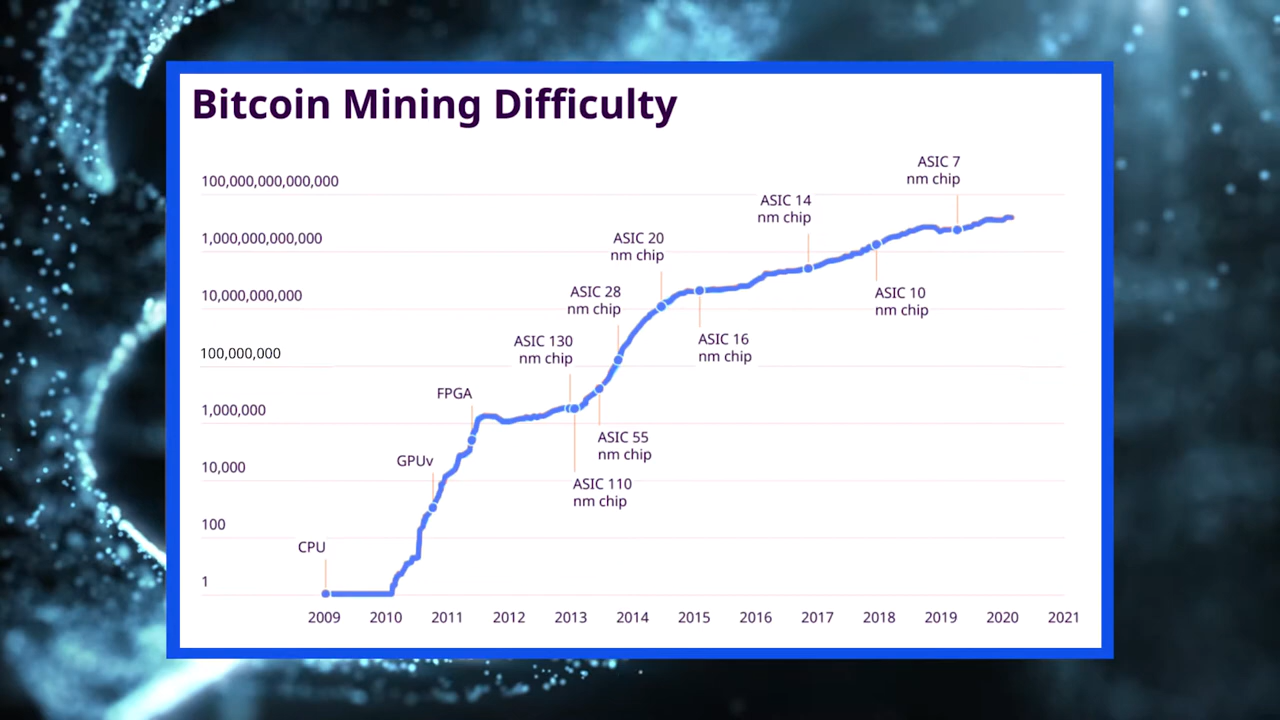 Bitcoin Mining Difficulty
ASIC 7
nm chip
100,000,000,000,000
ASIC 14
nm chip
1,000,000,000,000
ASIC 20
nm chip
10,000,000,000
ASIC 28
nm chip
ASIC 10
nm chip
100,000,000
ASIC 130
nm chip
ASIC 16
nm chip
1,000,000
FPGA
ASIC 55
nm chip
10,000
GPUv
ASIC 110
nm chip
100
CPU
1
2009 2010 2011 2012 2013 2014 2015 2016 2017 2018 2019 2020 2021